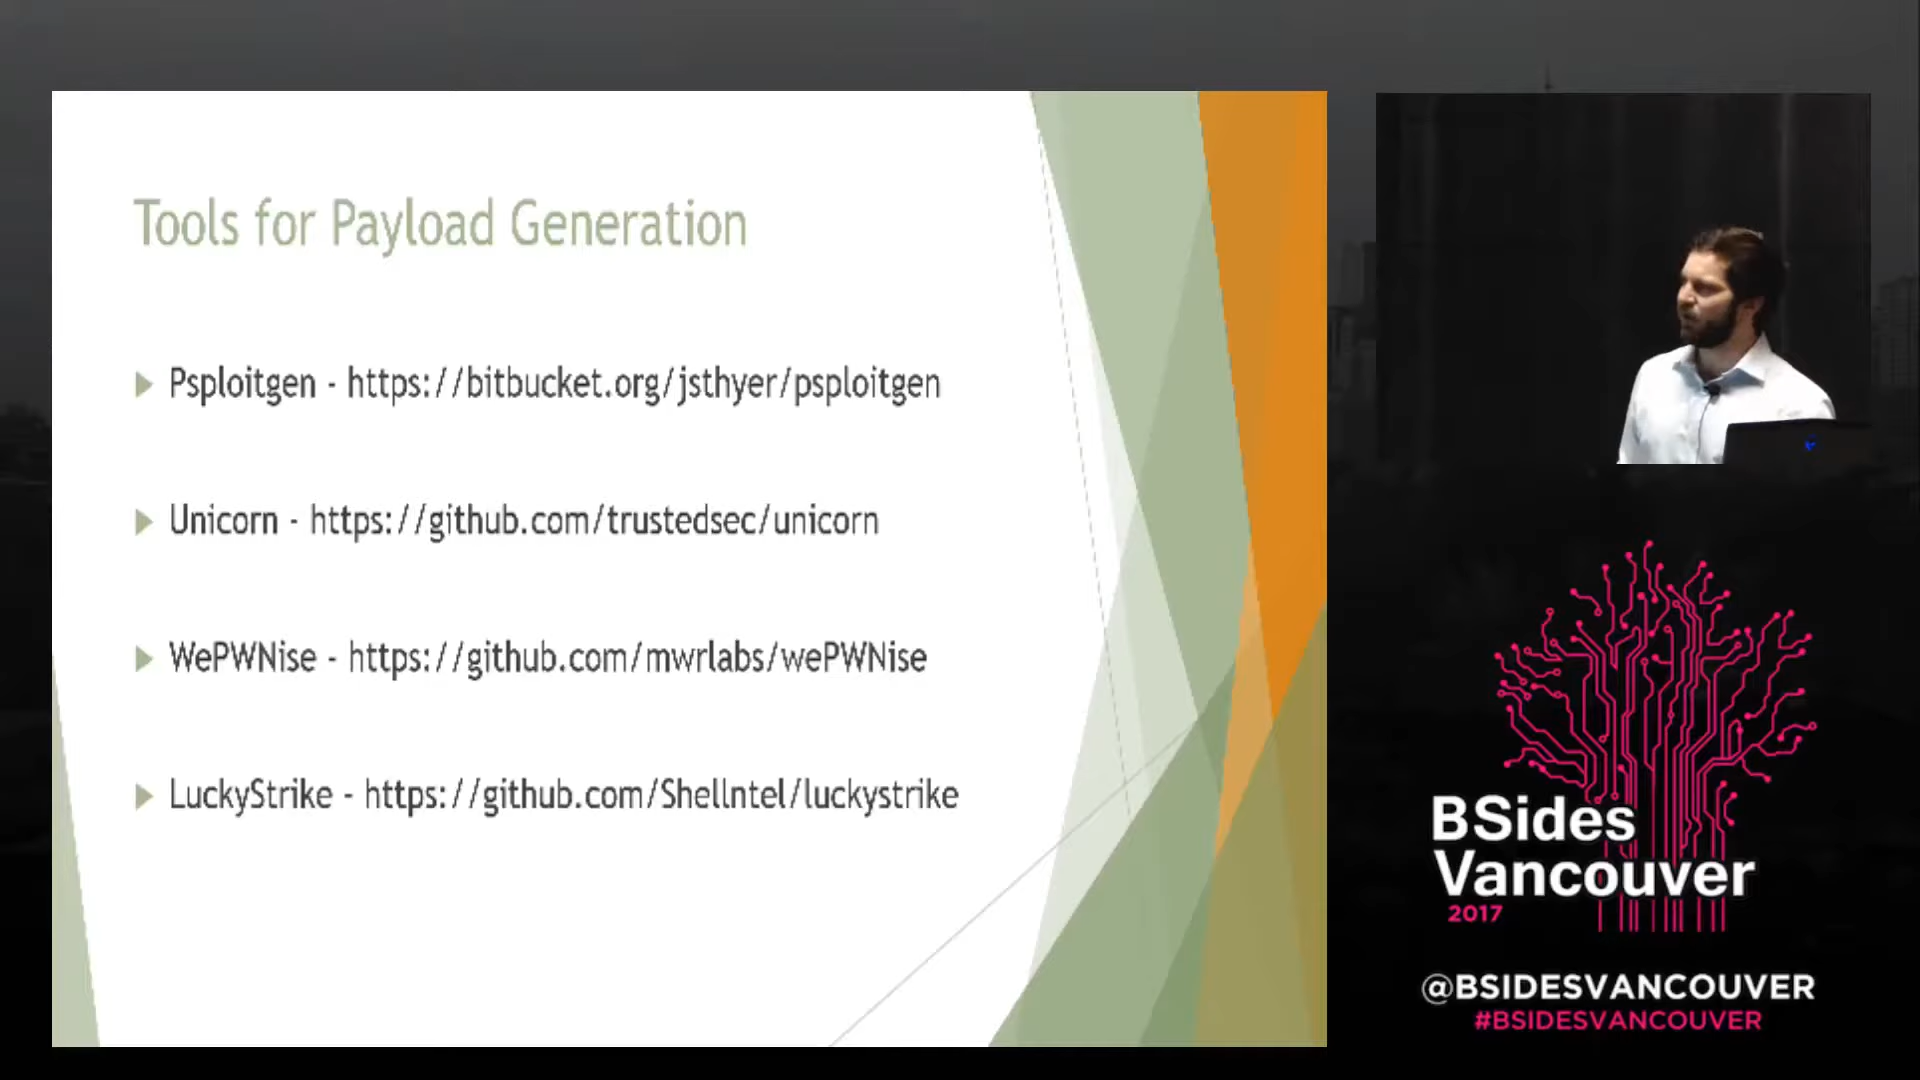 Tools for Payload Generation
Psploitgen - https://bitbucket.org/jsthyer/psploitgen
Unicorn - https://github.com/trustedsec/unicorn
WePWNise - https://github.com/mwrlabs/wePWNise
LuckyStrike - https://github.com/Shellntel/luckystrike
BSides
Vancouver
2017
@BSIDESVANCOUVER
#BSIDESVANCOUVER